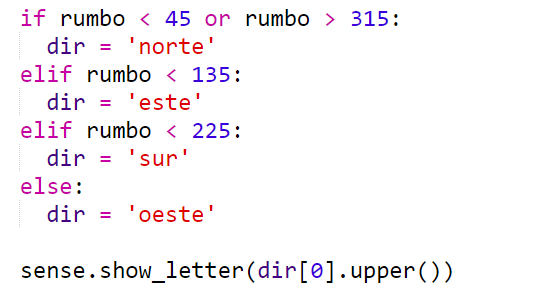 if rumbo < 45 or rumbo > 315:
  dir = 'norte'
elif rumbo < 135:
  dir = 'este'
elif rumbo < 225:
  dir = 'sur'
else:
  dir = 'oeste'

sense.show_letter(dir[0].upper())